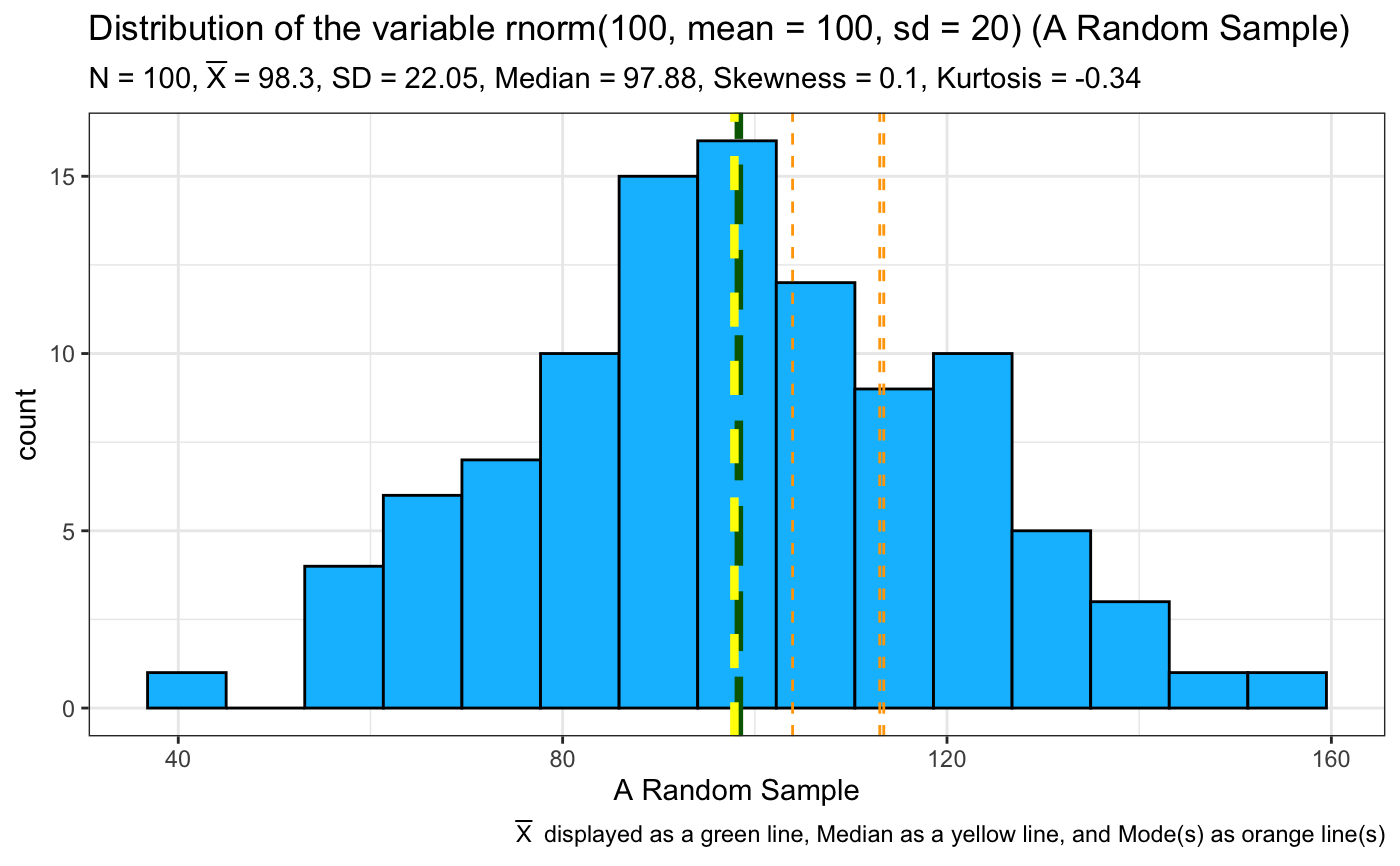 Distribution of the variable rnorm(100, mean = 100, sd = 20) (A Random Sample)
N = 100, X̅ = 98.3, SD = 22.05, Median = 97.88, Skewness = 0.1, Kurtosis = -0.34
count
15
10
5
0
40 80 120 160
A Random Sample
X̅ displayed as a green line, Median as a yellow line, and Mode(s) as orange line(s)